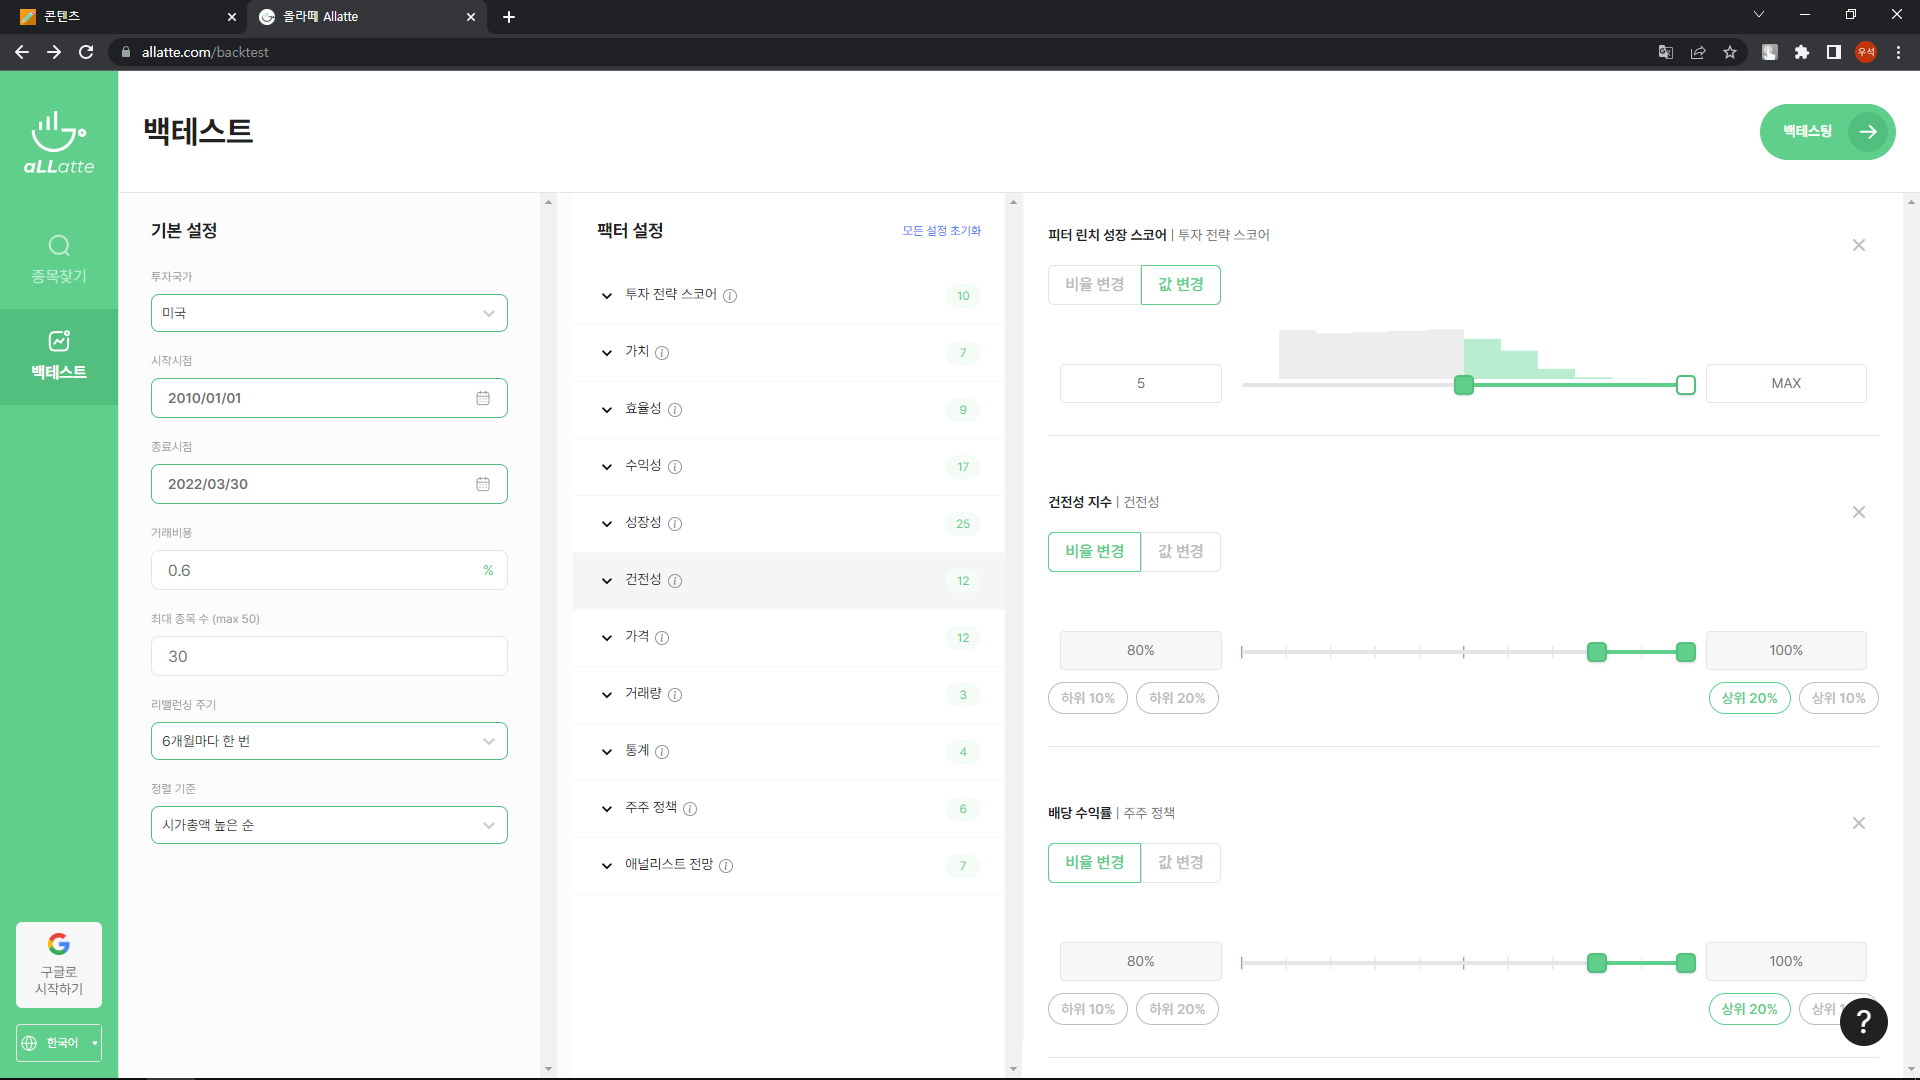 콘텐츠
올라떼 Allatte
allatte.com/backtest
우석
aLLatte
종목찾기
백테스트
구글로
시작하기
한국어
백테스트
백테스팅
기본 설정
투자국가
미국
시작시점
2010/01/01
종료시점
2022/03/30
거래비용
0.6 %
최대 종목 수 (max 50)
30
리밸런싱 주기
6개월마다 한 번
정렬 기준
시가총액 높은 순
팩터 설정
모든 설정 초기화
투자 전략 스코어 10
가치 7
효율성 9
수익성 17
성장성 25
건전성 12
가격 12
거래량 3
통계 4
주주 정책 6
애널리스트 전망 7
피터 린치 성장 스코어 | 투자 전략 스코어
비율 변경 값 변경
5 MAX
건전성 지수 | 건전성
비율 변경 값 변경
80% 100%
하위 10% 하위 20% 상위 20% 상위 10%
배당 수익률 | 주주 정책
비율 변경 값 변경
80% 100%
하위 10% 하위 20% 상위 20% 상위
?